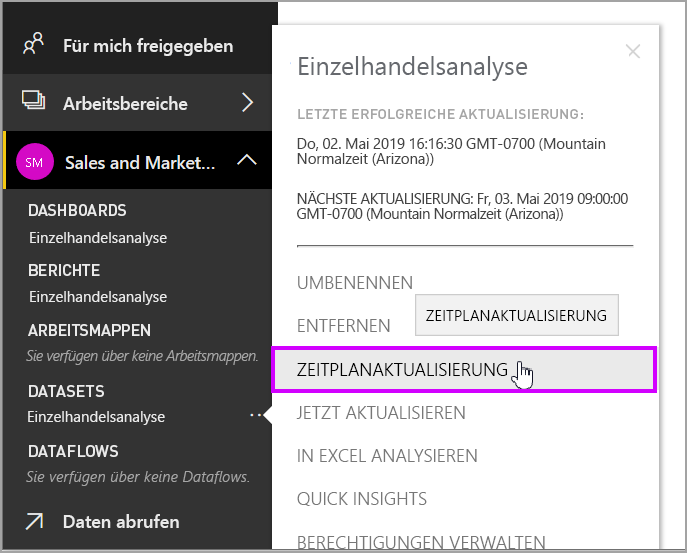 Für mich freigegeben
Arbeitsbereiche
SM
Sales and Market...
DASHBOARDS
Einzelhandelsanalyse
BERICHTE
Einzelhandelsanalyse
ARBEITSMAPPEN
Sie verfügen über keine Arbeitsmappen.
DATASETS
Einzelhandelsanalyse
DATAFLOWS
Sie verfügen über keine Dataflows.
Daten abrufen
Einzelhandelsanalyse
LETZTE ERFOLGREICHE AKTUALISIERUNG:
Do, 02. Mai 2019 16:16:30 GMT-0700 (Mountain
Normalzeit (Arizona))
NÄCHSTE AKTUALISIERUNG: Fr, 03. Mai 2019 09:00:00
GMT-0700 (Mountain Normalzeit (Arizona))
UMBENENNEN
ENTFERNEN
ZEITPLANAKTUALISIERUNG
ZEITPLANAKTUALISIERUNG
JETZT AKTUALISIEREN
IN EXCEL ANALYSIEREN
QUICK INSIGHTS
BERECHTIGUNGEN VERWALTEN